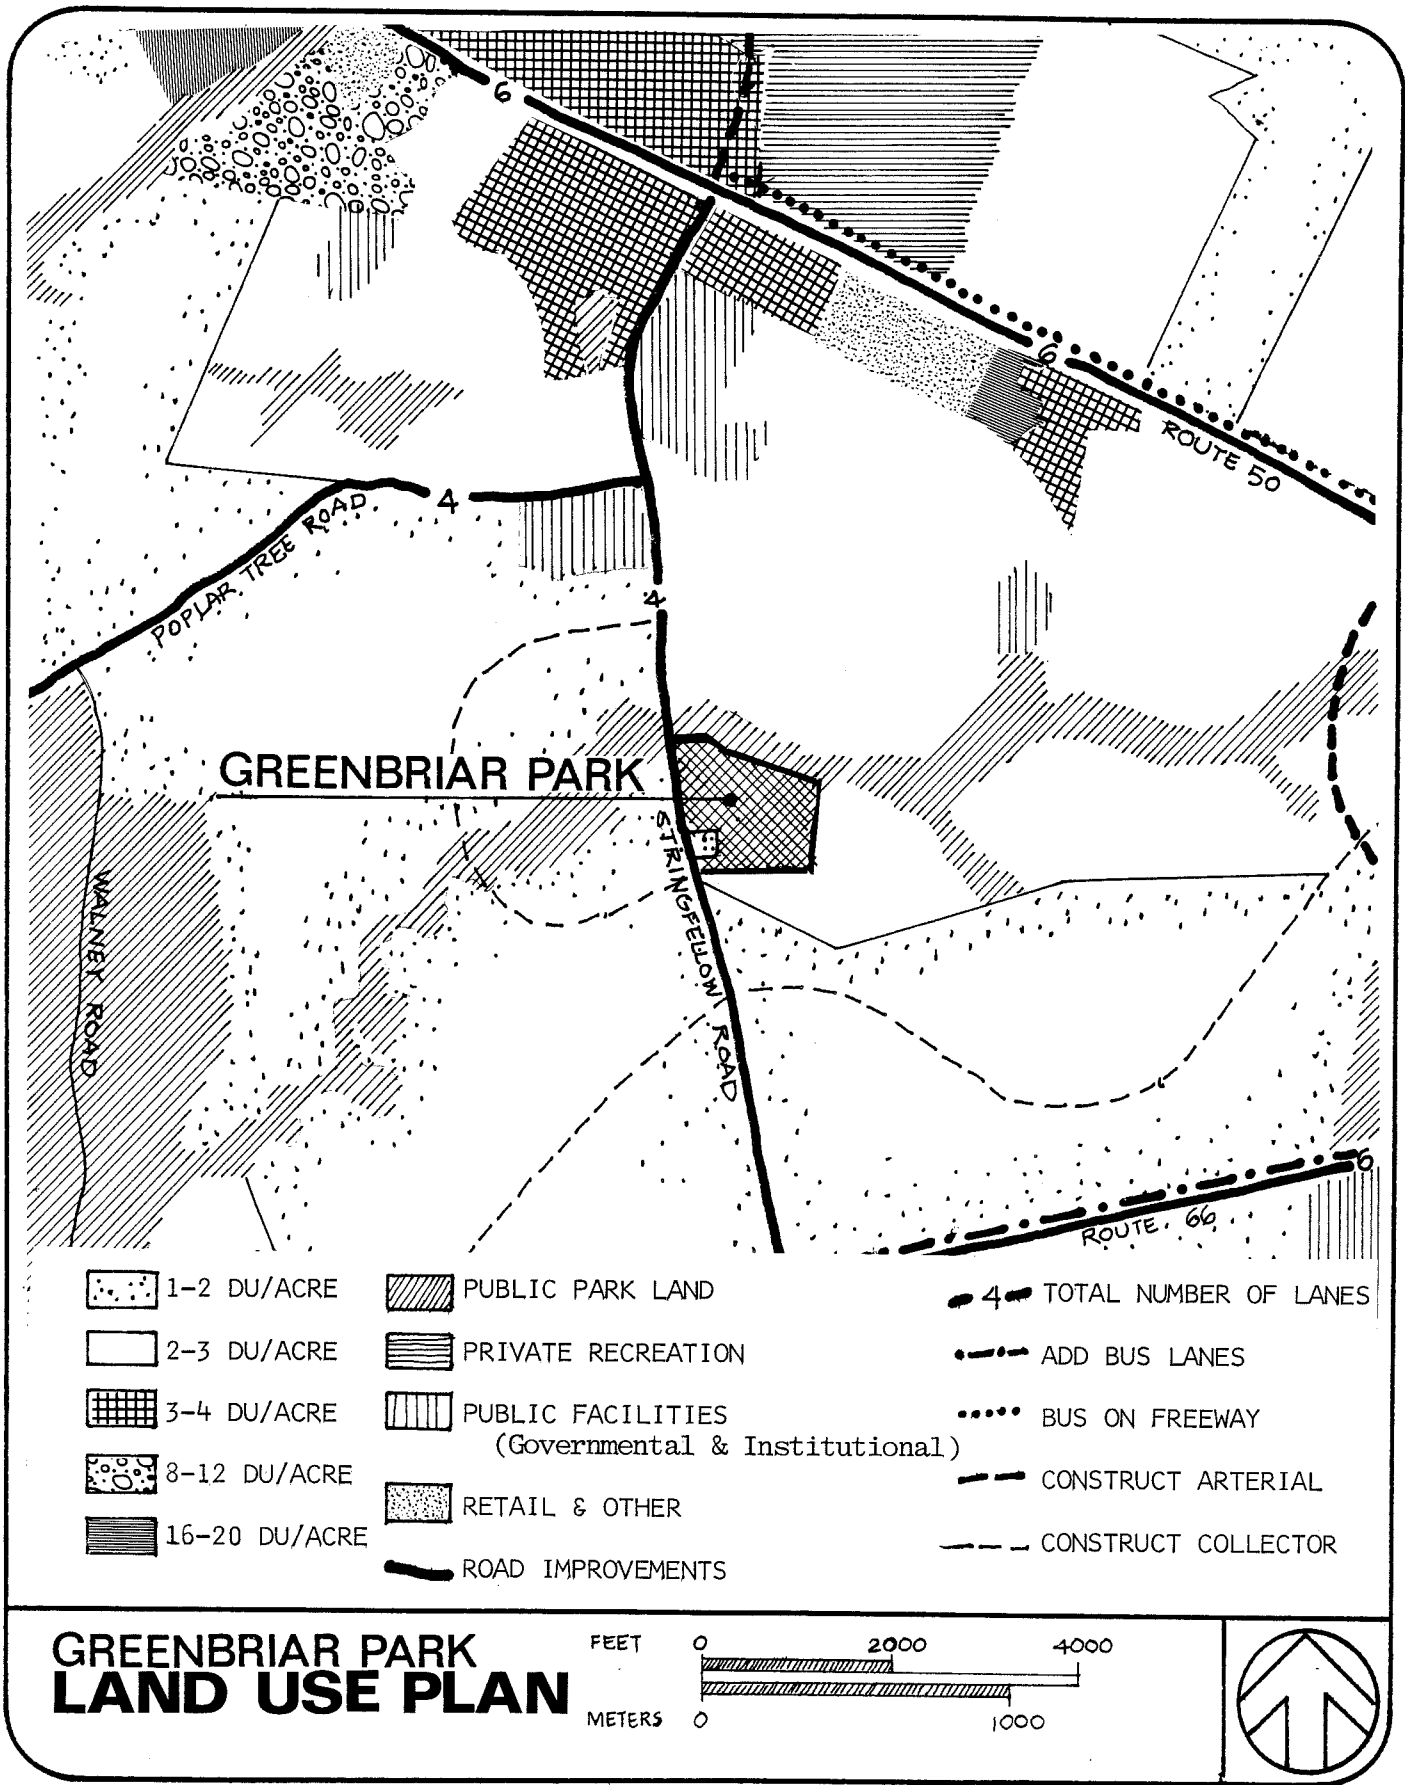 6
6
ROUTE 50
4
POPLAR TREE ROAD
4
GREENBRIAR PARK
STRINGFELLOW ROAD
WALNEY ROAD
6
ROUTE 66
1-2 DU/ACRE
2-3 DU/ACRE
3-4 DU/ACRE
8-12 DU/ACRE
16-20 DU/ACRE
PUBLIC PARK LAND
PRIVATE RECREATION
PUBLIC FACILITIES
(Governmental & Institutional)
RETAIL & OTHER
ROAD IMPROVEMENTS
4 TOTAL NUMBER OF LANES
ADD BUS LANES
BUS ON FREEWAY
CONSTRUCT ARTERIAL
CONSTRUCT COLLECTOR
GREENBRIAR PARK
LAND USE PLAN
FEET 0 2000 4000
METERS 0 1000